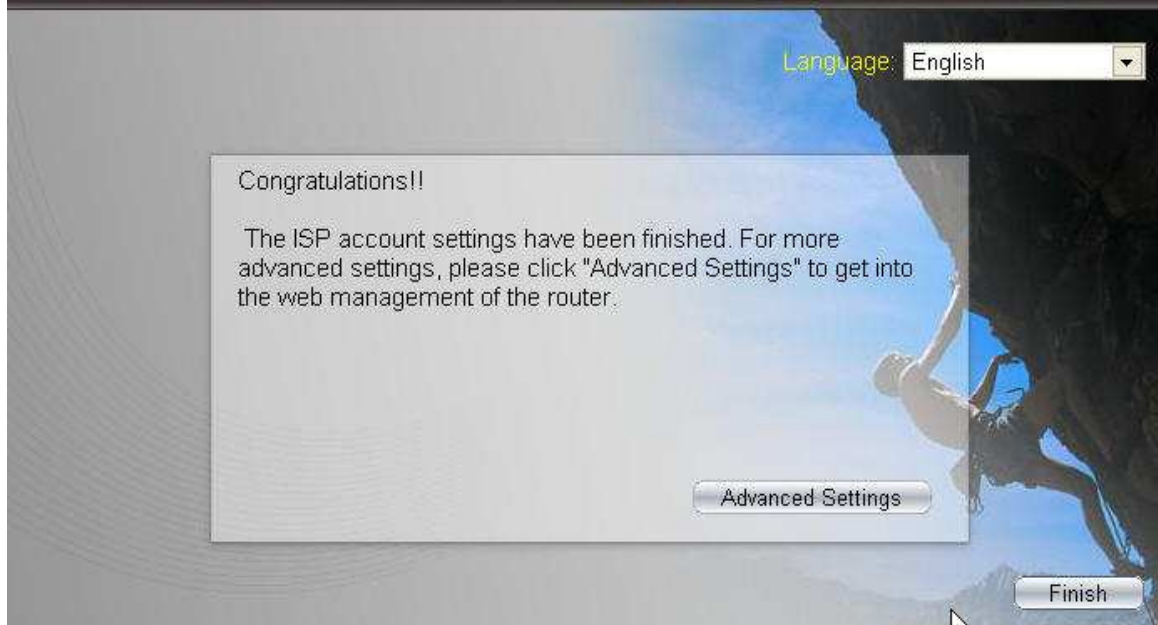 Language: English
Congratulations!!
The ISP account settings have been finished. For more
advanced settings, please click "Advanced Settings" to get into
the web management of the router.
Advanced Settings
Finish